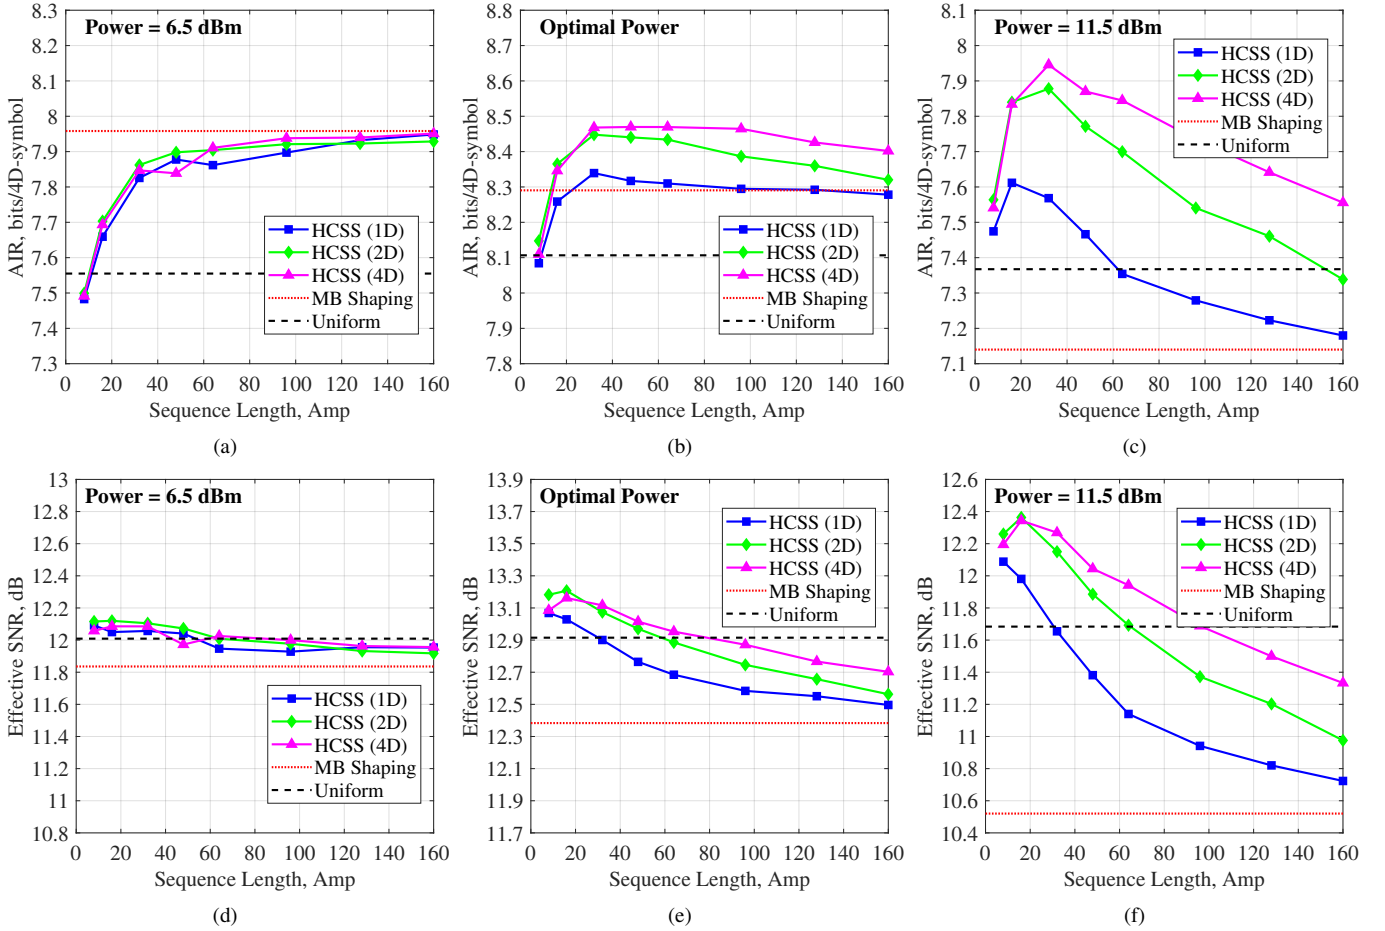 Power = 6.5 dBm
AIR, bits/4D-symbol
8.3
8.2
8.1
8
7.9
7.8
7.7
7.6
7.5
7.4
7.3
HCSS (1D)
HCSS (2D)
HCSS (4D)
MB Shaping
Uniform
0 20 40 60 80 100 120 140 160
Sequence Length, Amp
(a)
Optimal Power
AIR, bits/4D-symbol
8.8
8.7
8.6
8.5
8.4
8.3
8.2
8.1
8
7.9
7.8
HCSS (1D)
HCSS (2D)
HCSS (4D)
MB Shaping
Uniform
0 20 40 60 80 100 120 140 160
Sequence Length, Amp
(b)
Power = 11.5 dBm
AIR, bits/4D-symbol
8.1
8
7.9
7.8
7.7
7.6
7.5
7.4
7.3
7.2
7.1
HCSS (1D)
HCSS (2D)
HCSS (4D)
MB Shaping
Uniform
0 20 40 60 80 100 120 140 160
Sequence Length, Amp
(c)
Power = 6.5 dBm
Effective SNR, dB
13
12.8
12.6
12.4
12.2
12
11.8
11.6
11.4
11.2
11
10.8
HCSS (1D)
HCSS (2D)
HCSS (4D)
MB Shaping
Uniform
0 20 40 60 80 100 120 140 160
Sequence Length, Amp
(d)
Optimal Power
Effective SNR, dB
13.9
13.7
13.5
13.3
13.1
12.9
12.7
12.5
12.3
12.1
11.9
11.7
HCSS (1D)
HCSS (2D)
HCSS (4D)
MB Shaping
Uniform
0 20 40 60 80 100 120 140 160
Sequence Length, Amp
(e)
Power = 11.5 dBm
Effective SNR, dB
12.6
12.4
12.2
12
11.8
11.6
11.4
11.2
11
10.8
10.6
10.4
HCSS (1D)
HCSS (2D)
HCSS (4D)
MB Shaping
Uniform
0 20 40 60 80 100 120 140 160
Sequence Length, Amp
(f)